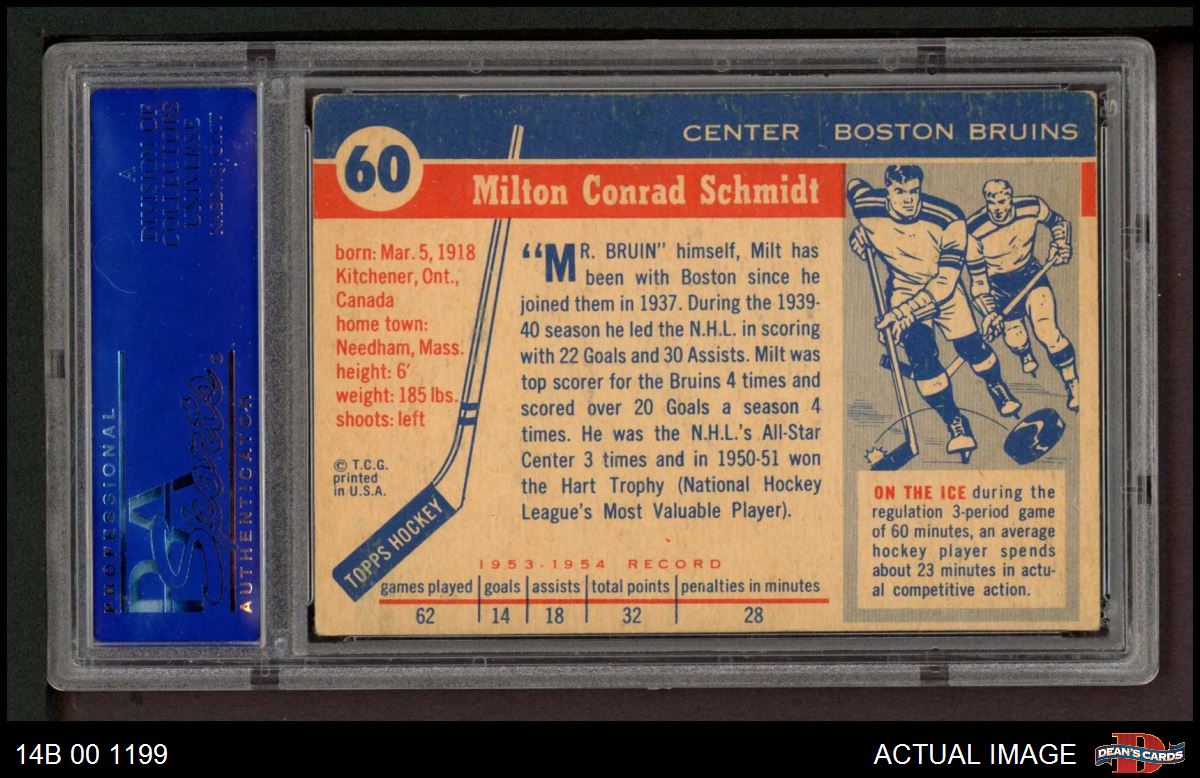 A
DIVISION OF
COLLECTORS
UNIVERSE
NASDAQ: CLCT
PROFESSIONAL
PSA
Sports
AUTHENTICATOR
60
CENTER BOSTON BRUINS
Milton Conrad Schmidt
born: Mar. 5, 1918
Kitchener, Ont.,
Canada
home town:
Needham, Mass.
height: 6'
weight: 185 lbs.
shoots: left
© T.C.G.
printed
in U.S.A.
TOPPS HOCKEY
“MR. BRUIN” himself, Milt has
been with Boston since he
joined them in 1937. During the 1939-
40 season he led the N.H.L. in scoring
with 22 Goals and 30 Assists. Milt was
top scorer for the Bruins 4 times and
scored over 20 Goals a season 4
times. He was the N.H.L.'s All-Star
Center 3 times and in 1950-51 won
the Hart Trophy (National Hockey
League's Most Valuable Player).
1953-1954 RECORD
games played goals assists total points penalties in minutes
62 14 18 32 28
ON THE ICE during the
regulation 3-period game
of 60 minutes, an average
hockey player spends
about 23 minutes in actu-
al competitive action.
14B 00 1199
ACTUAL IMAGE
DEAN'S CARDS